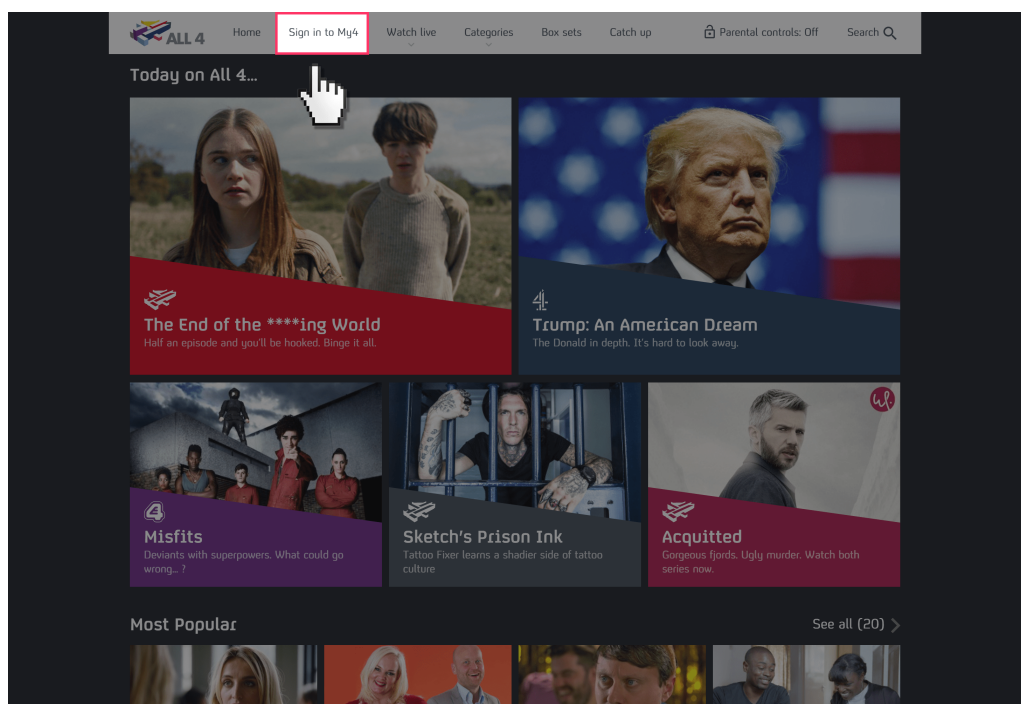 ALL 4
Home
Sign in to My4
Watch live
Categories
Box sets
Catch up
Parental controls: Off
Search
Today on All 4...
4
The End of the ****ing World
Half an episode and you'll be hooked. Binge it all.
Trump: An American Dream
The Donald in depth. It's hard to look away.
4
Misfits
Deviants with superpowers. What could go
wrong... ?
Sketch's Prison Ink
Tattoo Fixer learns a shadier side of tattoo
culture
Acquitted
Gorgeous fjords. Ugly murder. Watch both
series now.
Most Popular
See all (20)